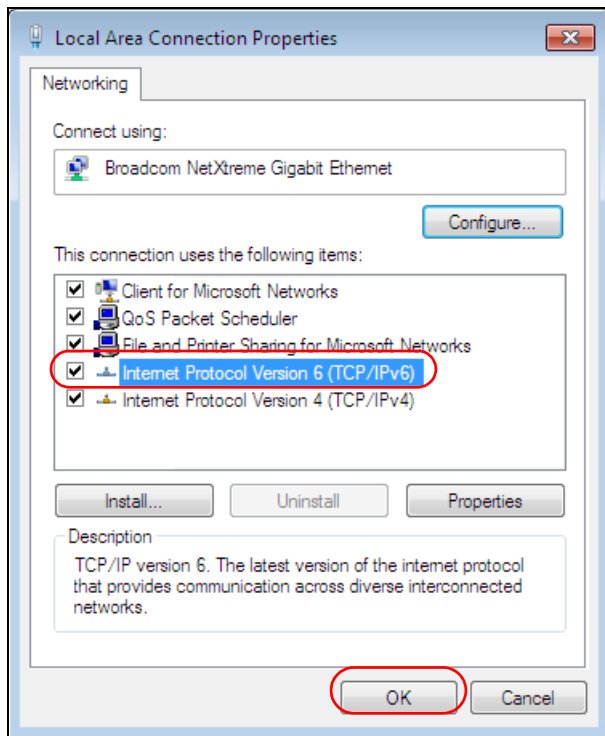 Local Area Connection Properties
Networking
Connect using:
Broadcom NetXtreme Gigabit Ethernet
Configure...
This connection uses the following items:
Client for Microsoft Networks
QoS Packet Scheduler
File and Printer Sharing for Microsoft Networks
Internet Protocol Version 6 (TCP/IPv6)
Internet Protocol Version 4 (TCP/IPv4)
Install... Uninstall Properties
Description
TCP/IP version 6. The latest version of the internet protocol
that provides communication across diverse interconnected
networks.
OK Cancel